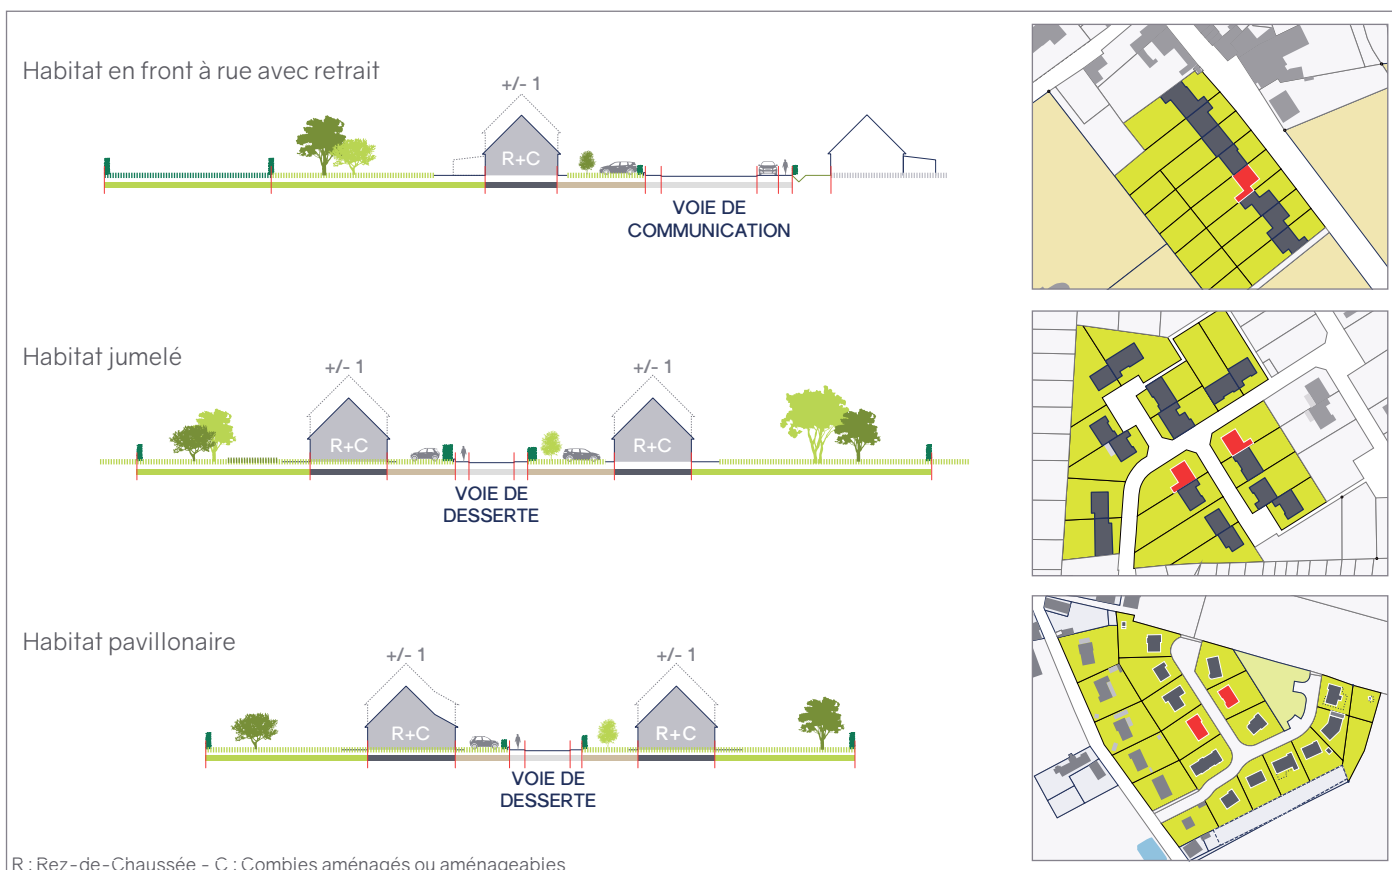 Habitat en front à rue avec retrait
+/- 1
R+C
VOIE DE
COMMUNICATION
Habitat jumelé
+/- 1
+/- 1
R+C
R+C
VOIE DE
DESSERTE
Habitat pavillonaire
+/- 1
+/- 1
R+C
R+C
VOIE DE
DESSERTE
R : Rez-de-Chaussée - C : Combles aménagés ou aménageables